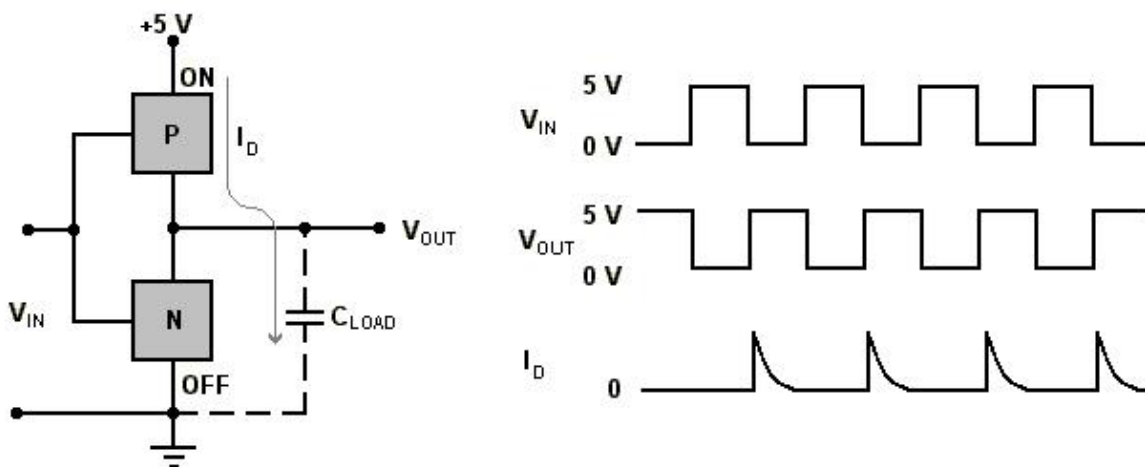 +5 V
ON
P
I_D
V_OUT
V_IN
N
C_LOAD
OFF
5 V
V_IN
0 V
5 V
V_OUT
0 V
I_D
0